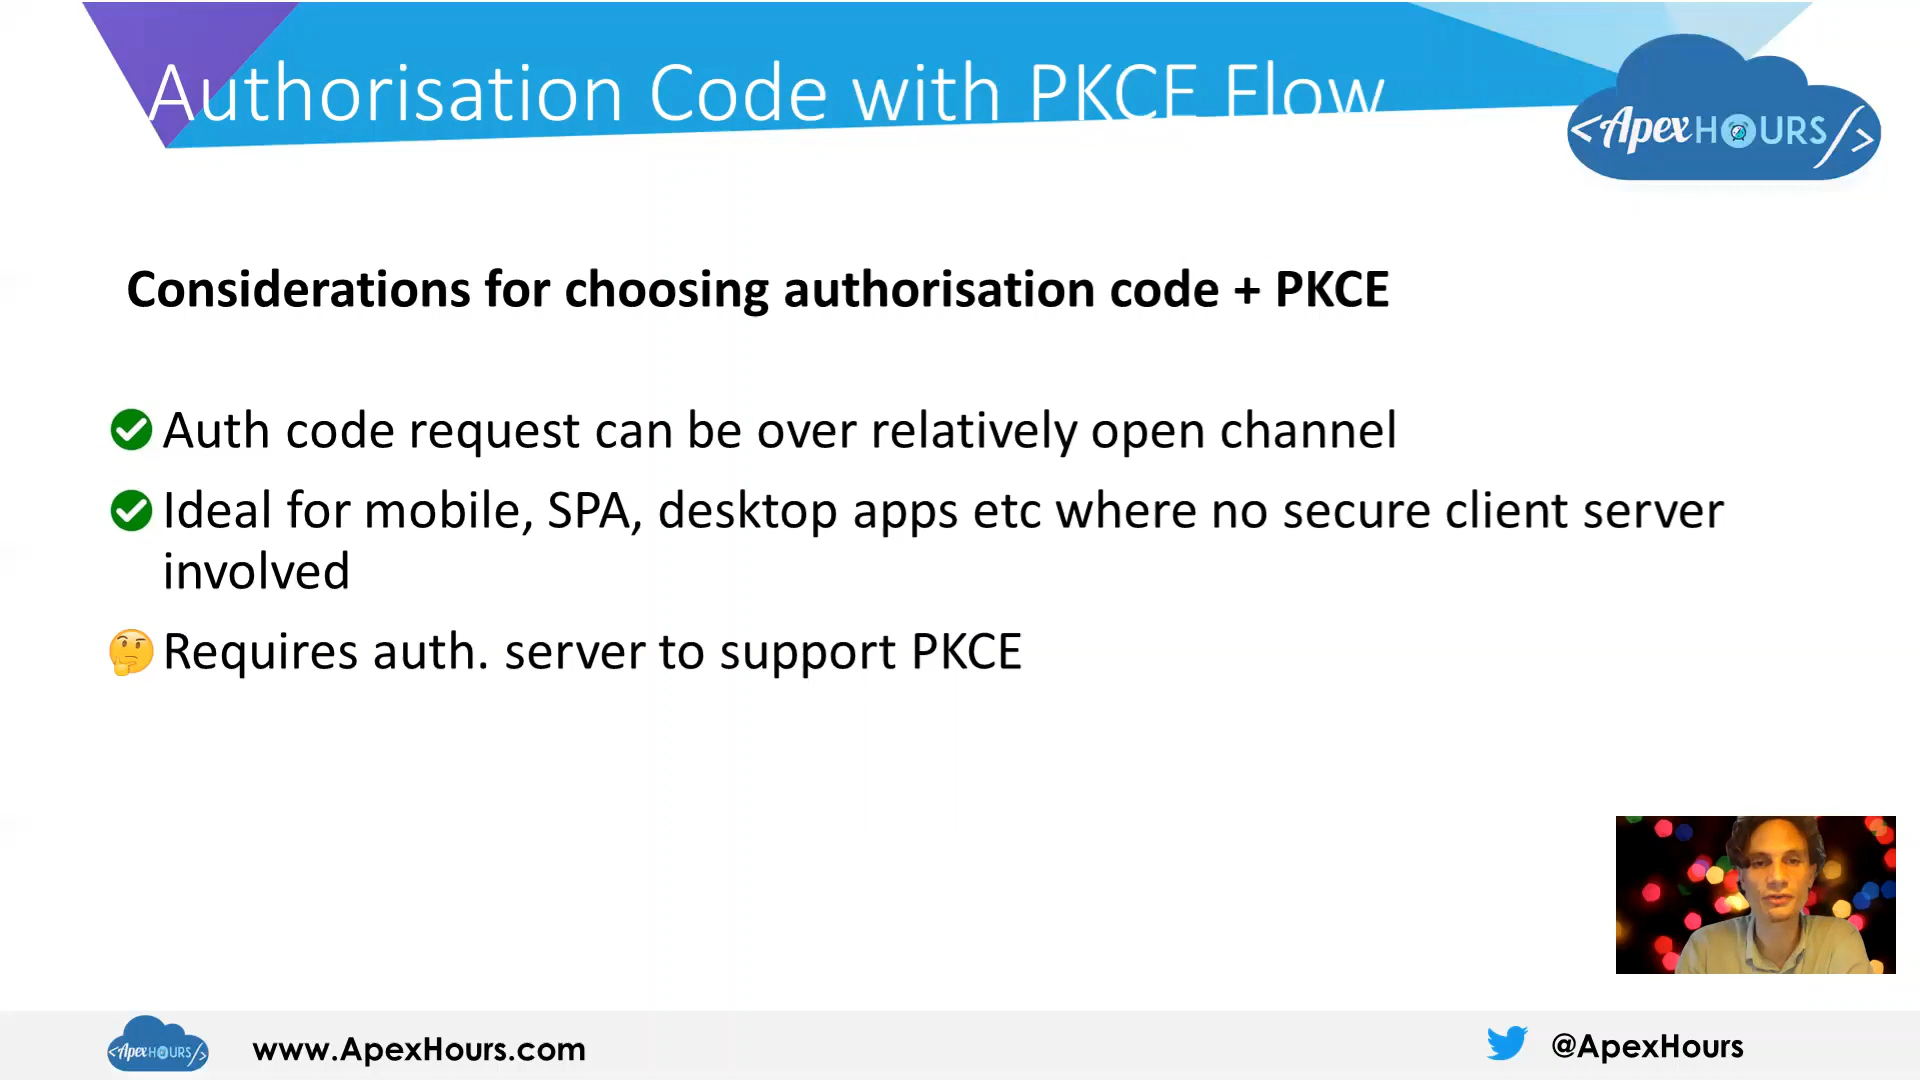 Authorisation Code with PKCE Flow
<ApexHOURS/>
Considerations for choosing authorisation code + PKCE
Auth code request can be over relatively open channel
Ideal for mobile, SPA, desktop apps etc where no secure client server
involved
Requires auth. server to support PKCE
<ApexHOURS/>
www.ApexHours.com
@ApexHours